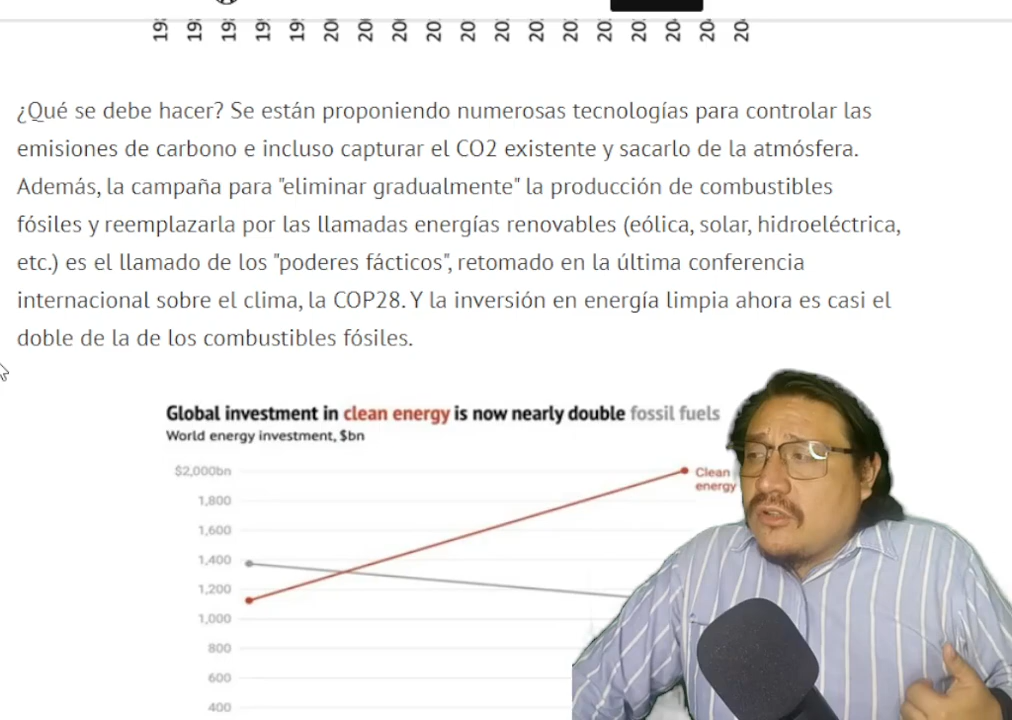 ¿Qué se debe hacer? Se están proponiendo numerosas tecnologías para controlar las
emisiones de carbono e incluso capturar el CO2 existente y sacarlo de la atmósfera.
Además, la campaña para "eliminar gradualmente" la producción de combustibles
fósiles y reemplazarla por las llamadas energías renovables (eólica, solar, hidroeléctrica,
etc.) es el llamado de los "poderes fácticos", retomado en la última conferencia
internacional sobre el clima, la COP28. Y la inversión en energía limpia ahora es casi el
doble de la de los combustibles fósiles.
Global investment in clean energy is now nearly double fossil fuels
World energy investment, $bn
$2,000bn
Clean
energy
1,800
1,600
1,400
1,200
1,000
800
600
400